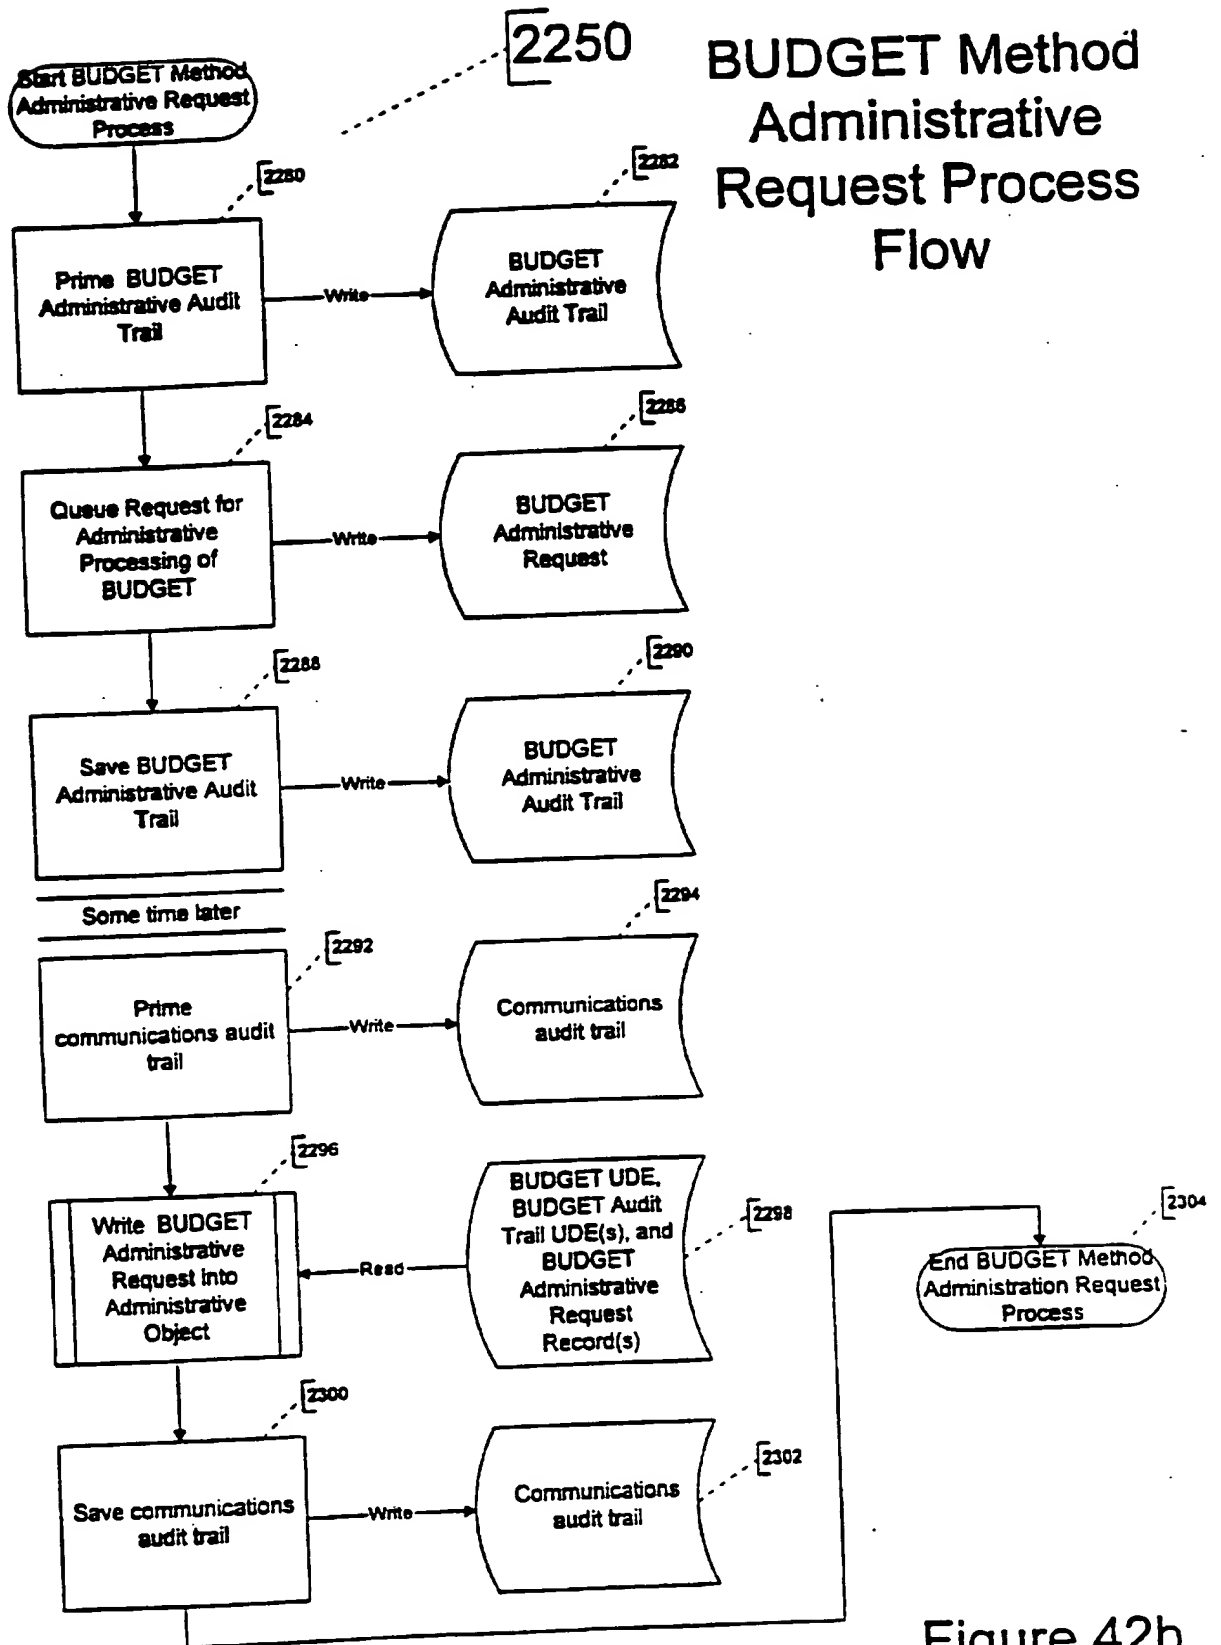 2250
BUDGET Method
Administrative
Request Process
Flow
Start BUDGET Method
Administrative Request
Process
2280
2282
Prime BUDGET
Administrative Audit
Trail
Write
BUDGET
Administrative
Audit Trail
2284
2286
Queue Request for
Administrative
Processing of
BUDGET
Write
BUDGET
Administrative
Request
2288
2290
Save BUDGET
Administrative Audit
Trail
Write
BUDGET
Administrative
Audit Trail
Some time later
2292
2294
Prime
communications audit
trail
Write
Communications
audit trail
2296
2298
Write BUDGET
Administrative
Request into
Administrative
Object
Read
BUDGET UDE,
BUDGET Audit
Trail UDE(s), and
BUDGET
Administrative
Request
Record(s)
2304
End BUDGET Method
Administration Request
Process
2300
2302
Save communications
audit trail
Write
Communications
audit trail
Figure 42b